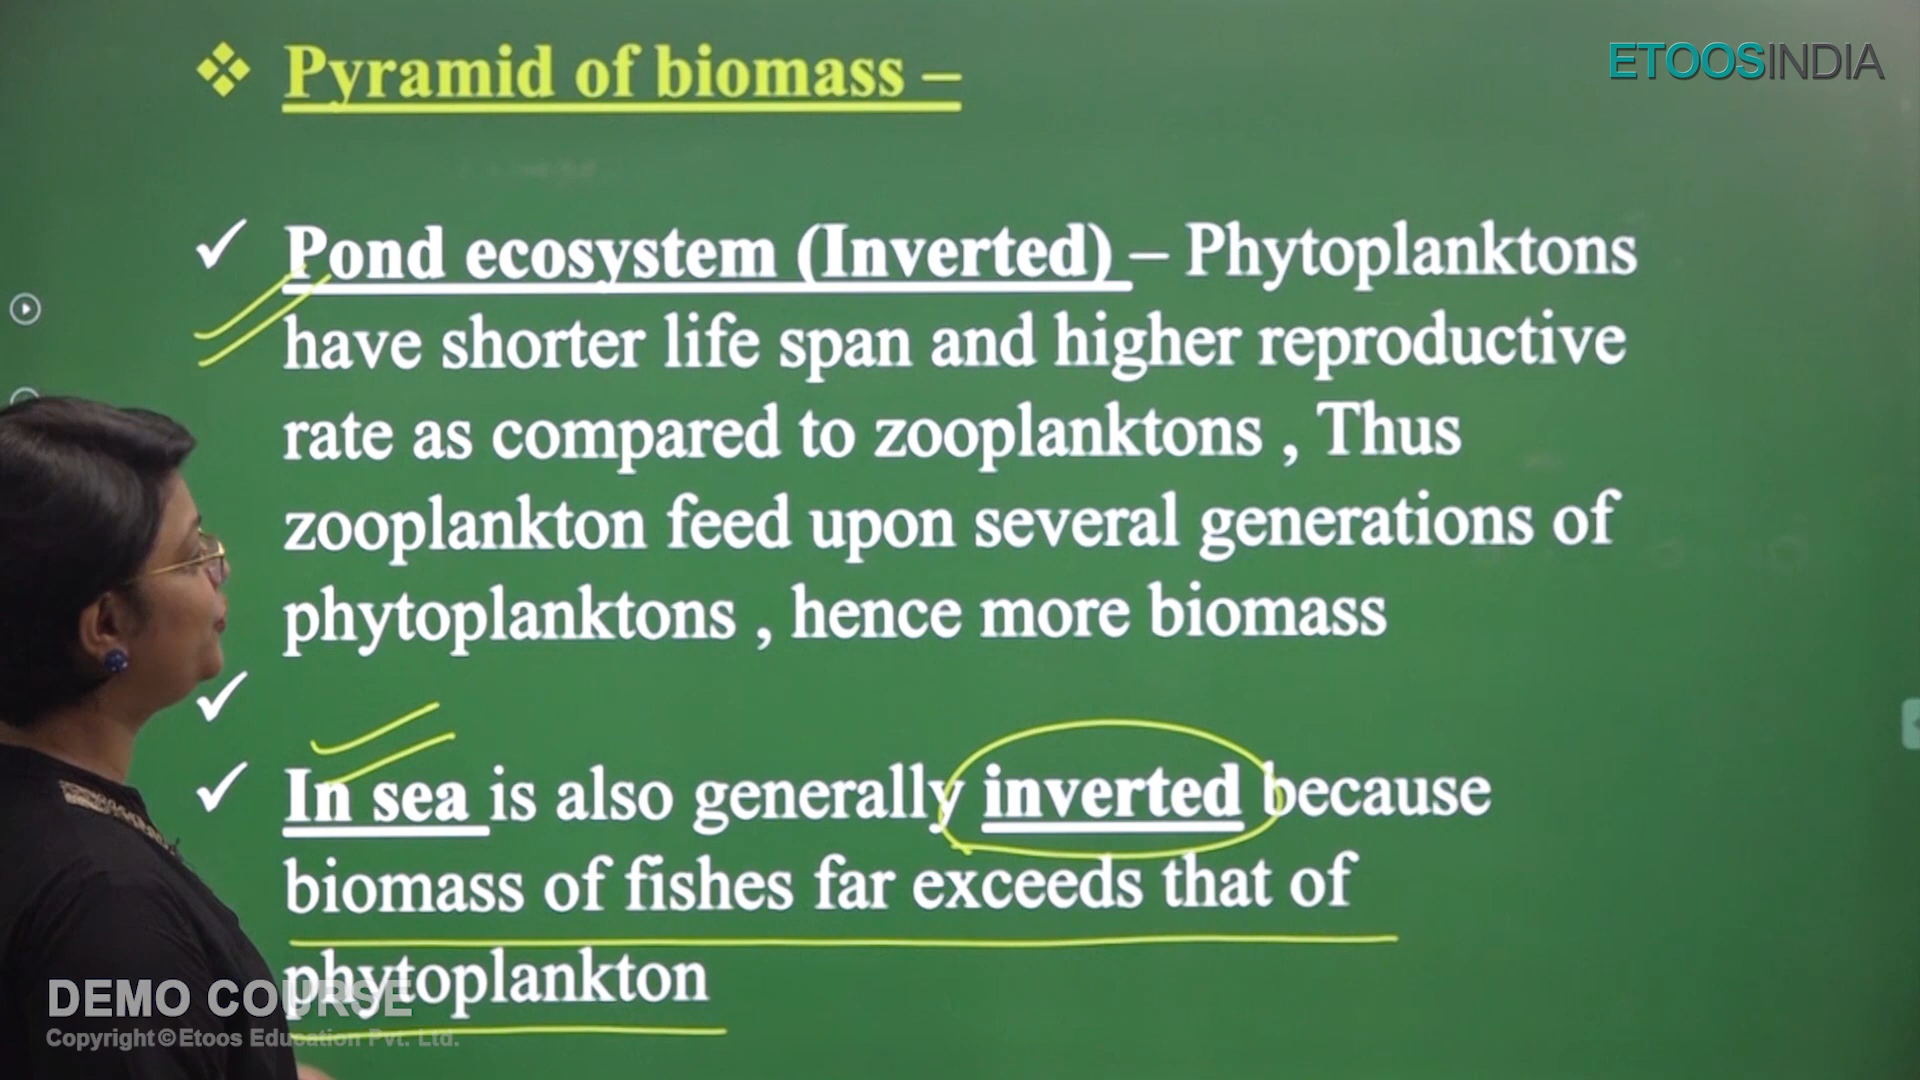 Pyramid of biomass –
ETOOSINDIA
Pond ecosystem (Inverted) – Phytoplanktons
have shorter life span and higher reproductive
rate as compared to zooplanktons , Thus
zooplankton feed upon several generations of
phytoplanktons , hence more biomass
In sea is also generally inverted because
biomass of fishes far exceeds that of
phytoplankton
DEMO COURSE
Copyright©Etoos Education Pvt. Ltd.